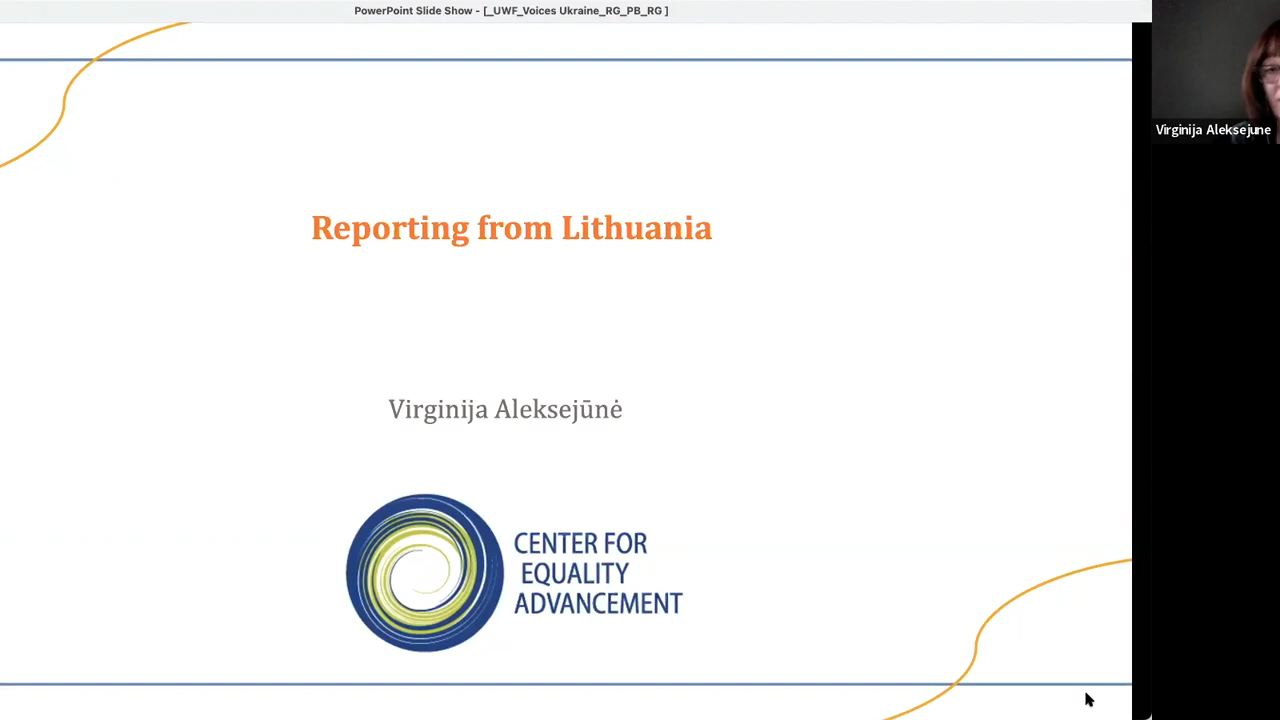 PowerPoint Slide Show - [_UWF_Voices Ukraine_RG_PB_RG ]
Virginija Aleksejune
Reporting from Lithuania
Virginija Aleksejūnė
CENTER FOR
EQUALITY
ADVANCEMENT